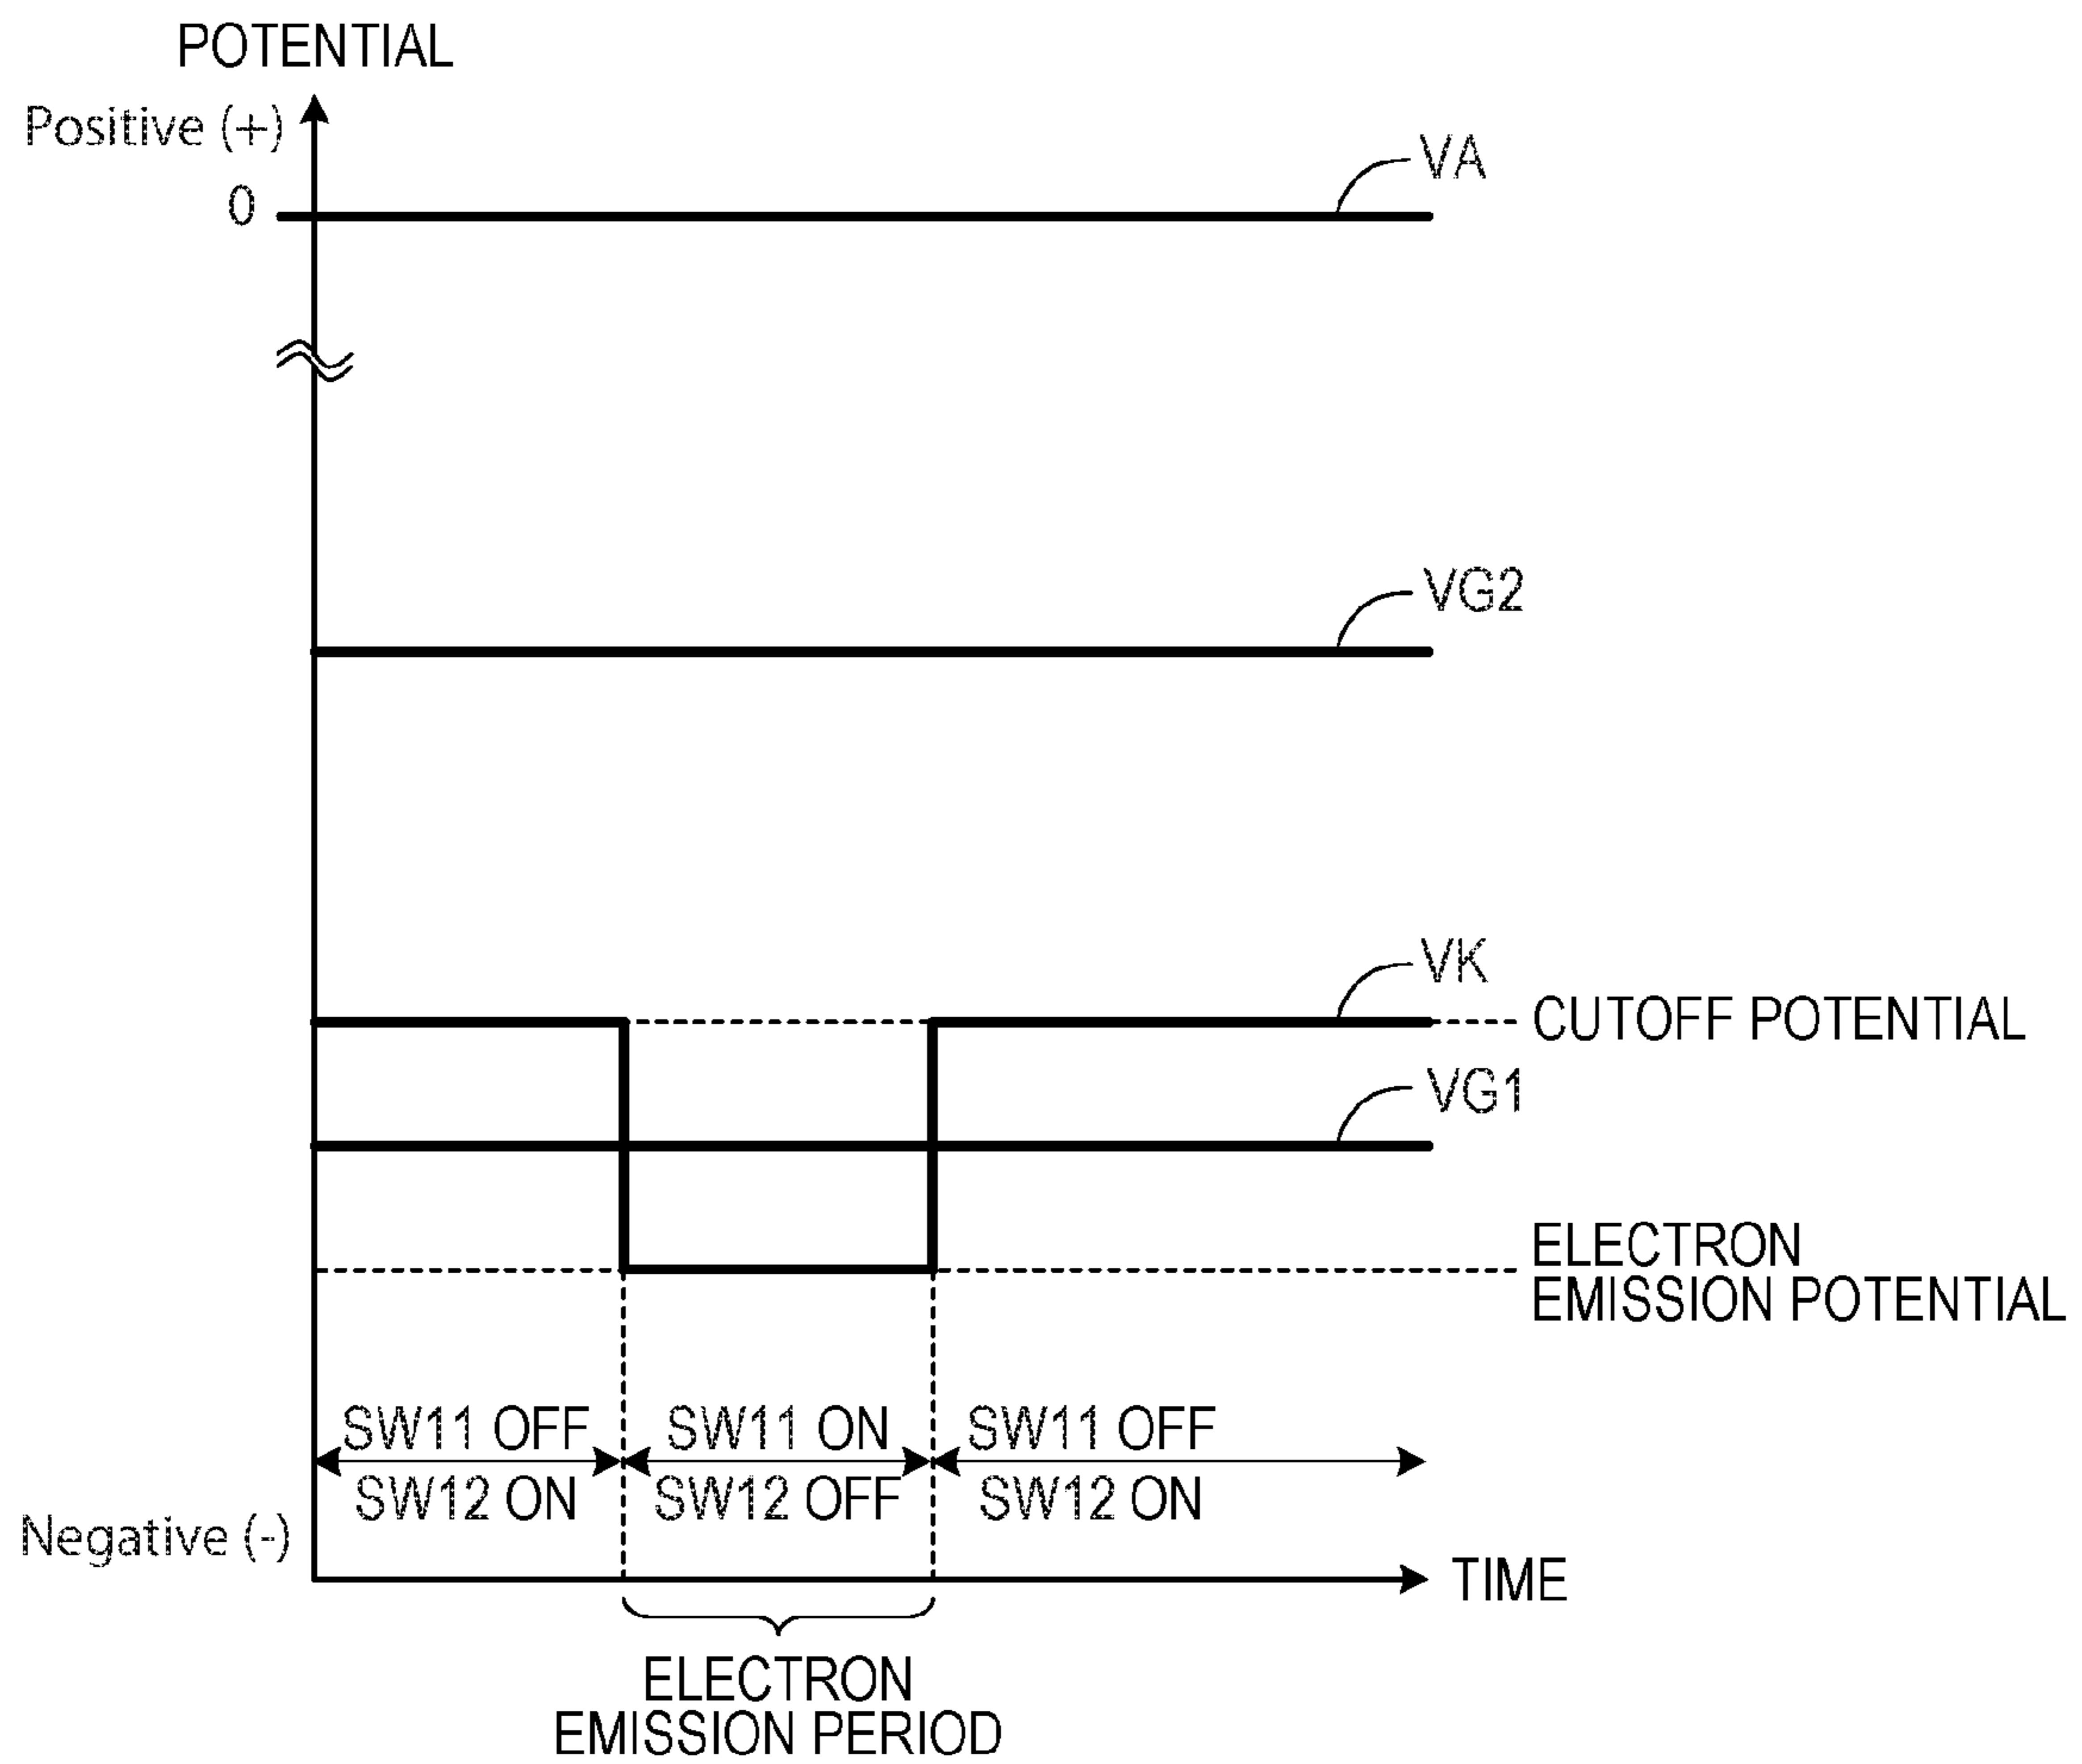 POTENTIAL
Positive (+)
0
VA
VG2
VK
CUTOFF POTENTIAL
VG1
ELECTRON
EMISSION POTENTIAL
SW11 OFF
SW12 ON
SW11 ON
SW12 OFF
SW11 OFF
SW12 ON
Negative (-)
TIME
ELECTRON
EMISSION PERIOD